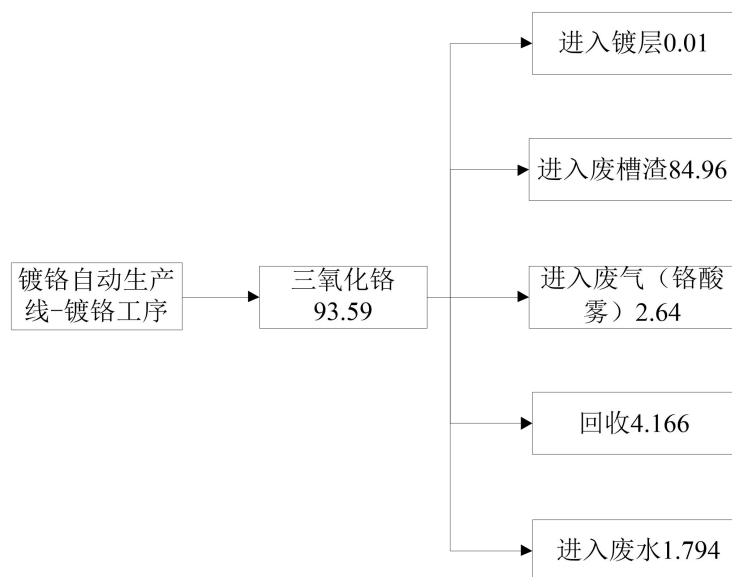 镀铬自动生产
线-镀铬工序
三氧化铬
93.59
进入镀层0.01
进入废槽渣84.96
进入废气（铬酸
雾）2.64
回收4.166
进入废水1.794